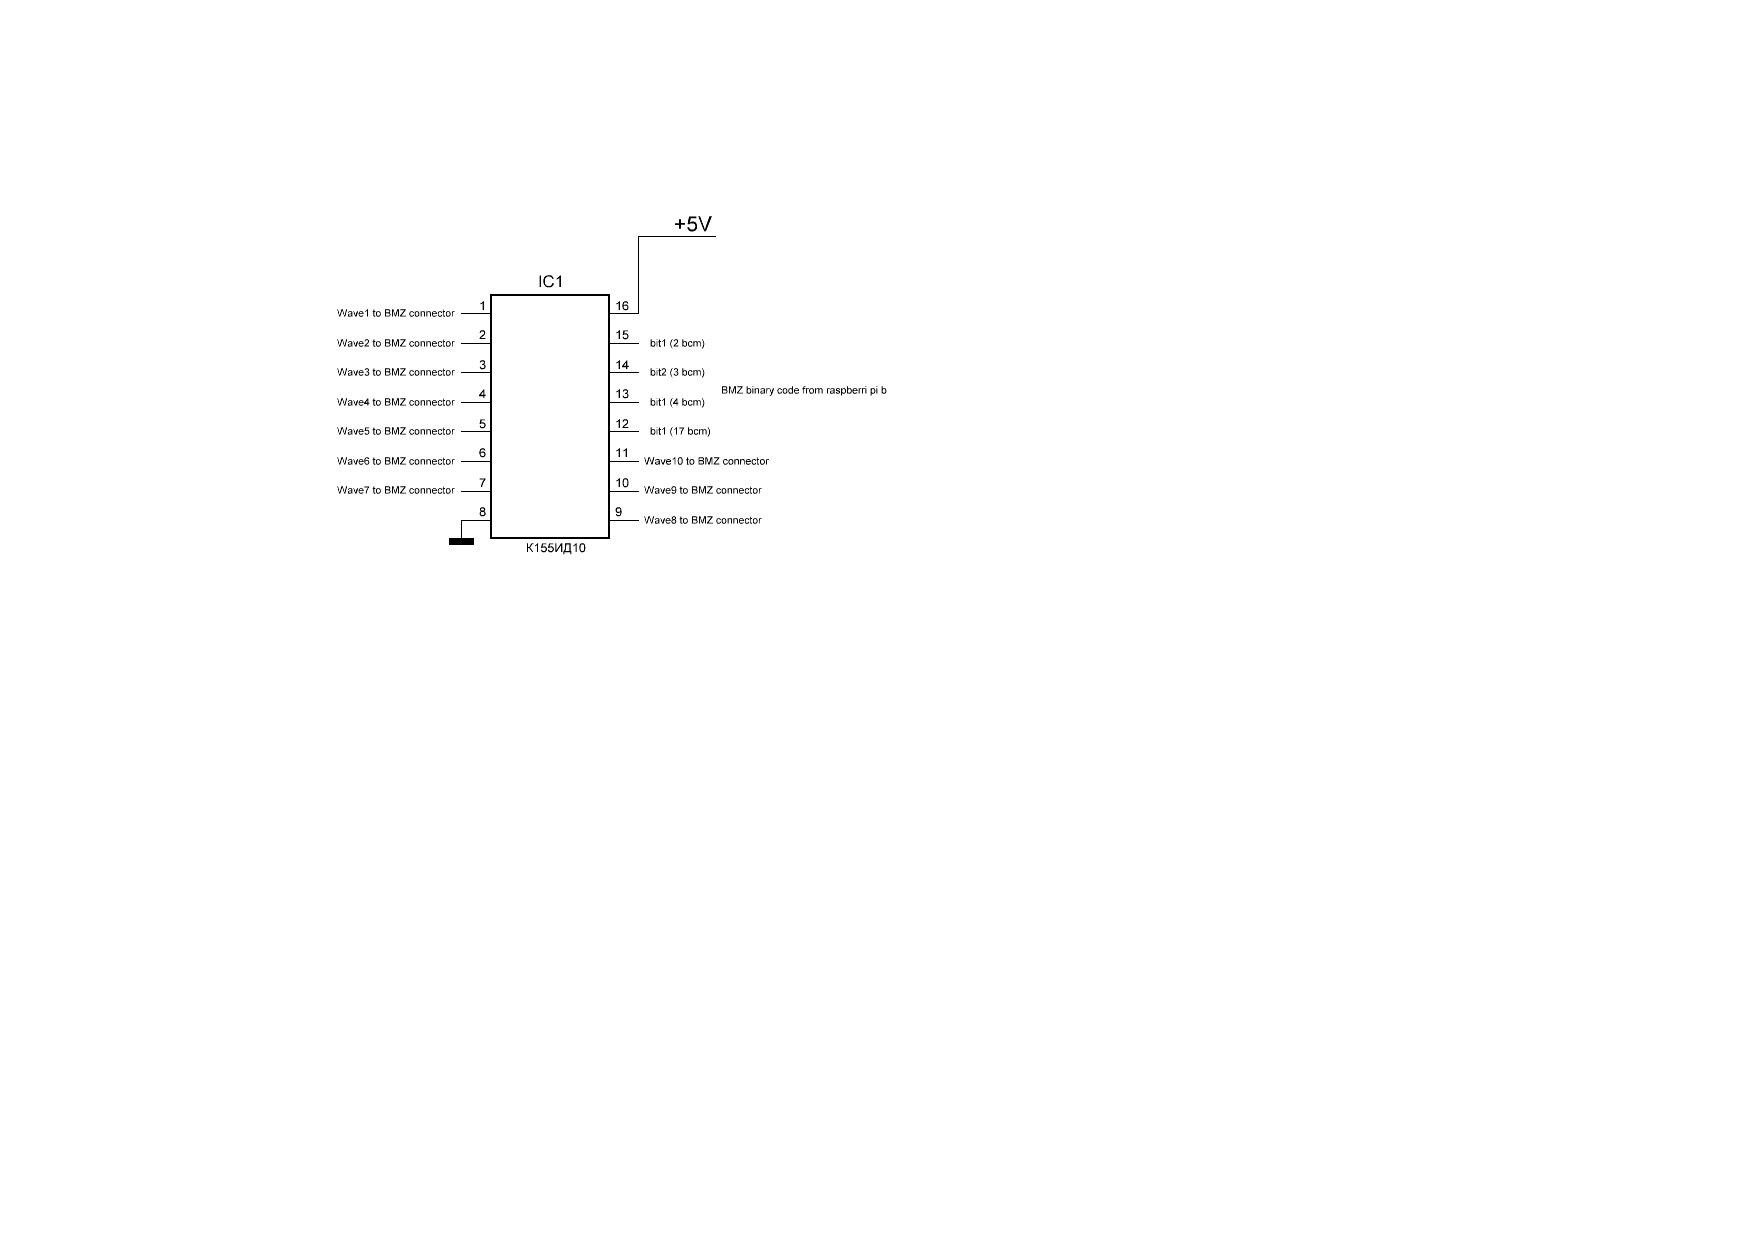 +5V
IC1
1
16
Wave1 to BMZ connector
2
15
Wave2 to BMZ connector
bit1 (2 bcm)
3
14
Wave3 to BMZ connector
bit2 (3 bcm)
BMZ binary code from raspberri pi b
4
13
Wave4 to BMZ connector
bit1 (4 bcm)
5
12
Wave5 to BMZ connector
bit1 (17 bcm)
6
11
Wave6 to BMZ connector
Wave10 to BMZ connector
7
10
Wave7 to BMZ connector
Wave9 to BMZ connector
8
9
Wave8 to BMZ connector
К155ИД10